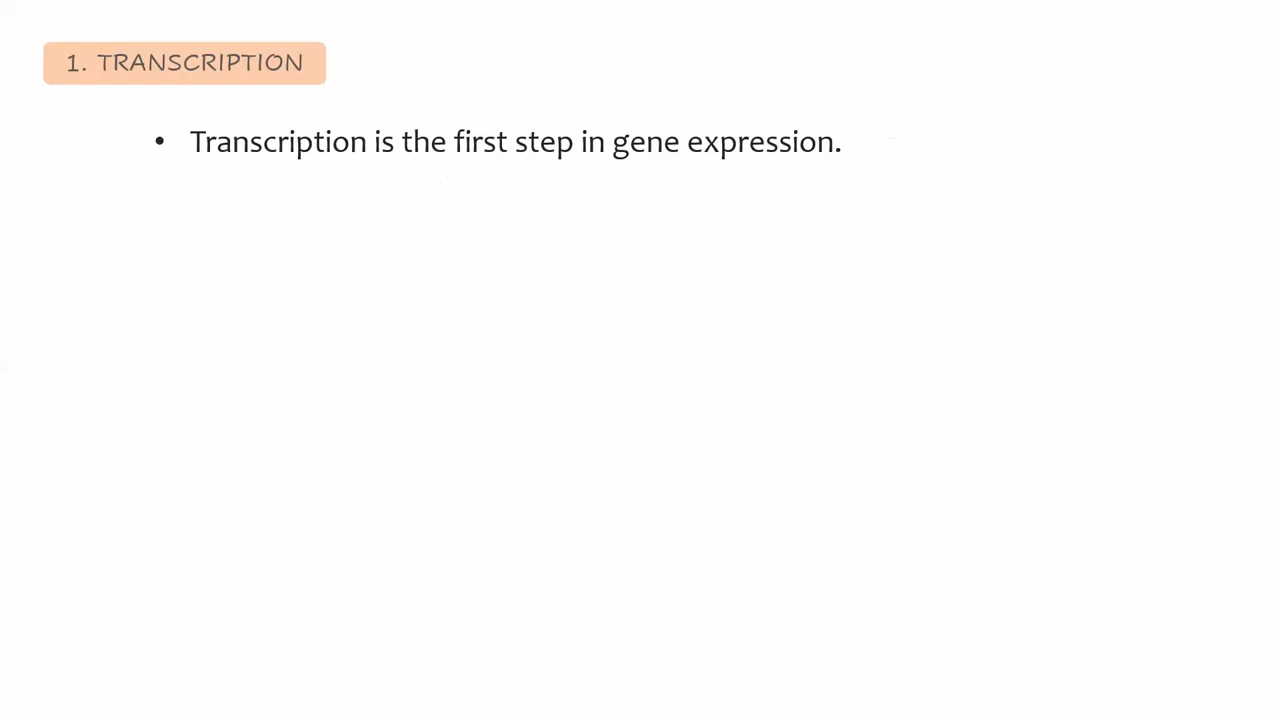 1. TRANSCRIPTION
• Transcription is the first step in gene expression.